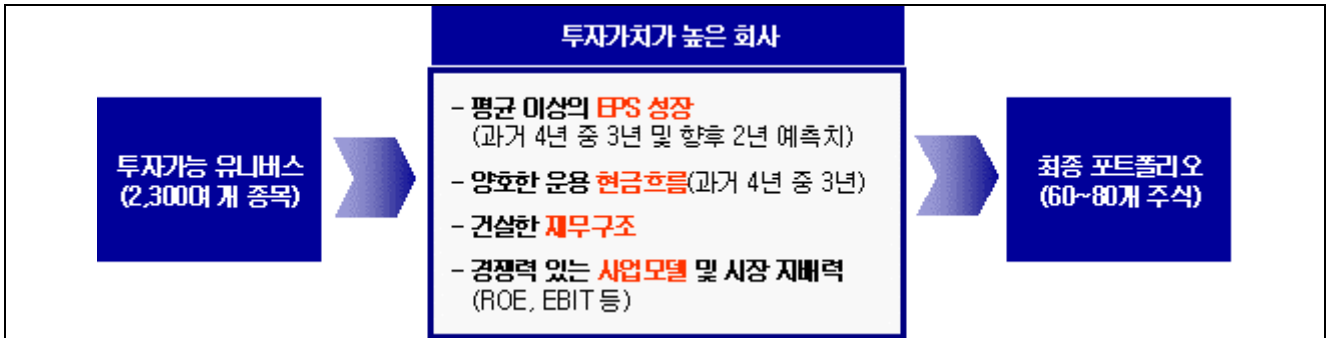 투자가치가 높은 회사
투자가능 유니버스
(2,300여 개 종목)
- 평균 이상의 EPS 성장
(과거 4년 중 3년 및 향후 2년 예측치)
- 양호한 운용 현금흐름(과거 4년 중 3년)
- 건실한 재무구조
- 경쟁력 있는 사업모델 및 시장 지배력
(ROE, EBIT 등)
최종 포트폴리오
(60~80개 주식)